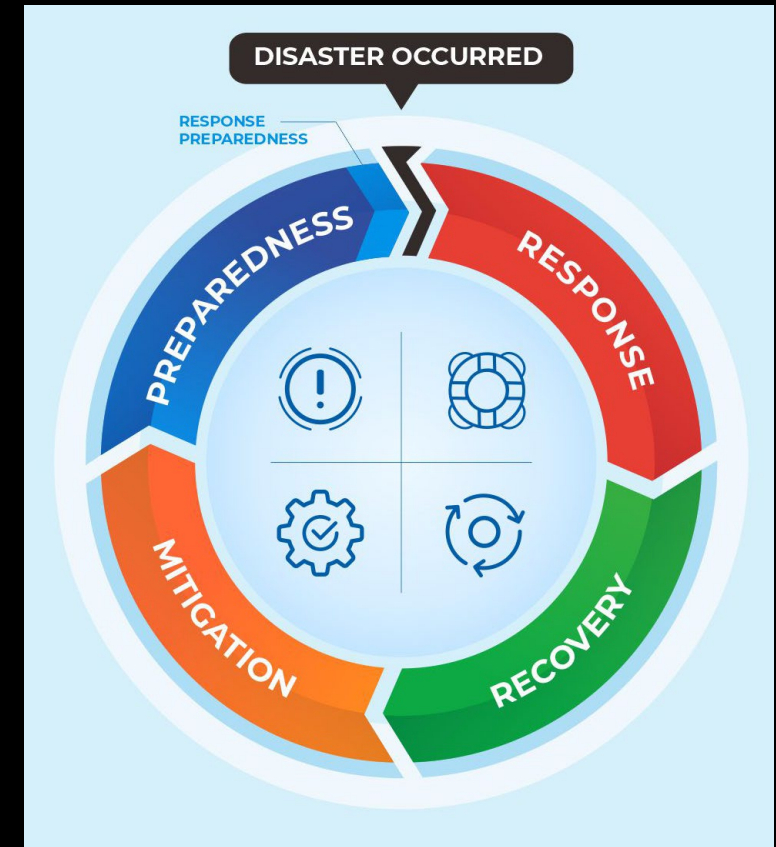 DISASTER OCCURRED
RESPONSE
PREPAREDNESS
PREPAREDNESS
RESPONSE
MITIGATION
RECOVERY